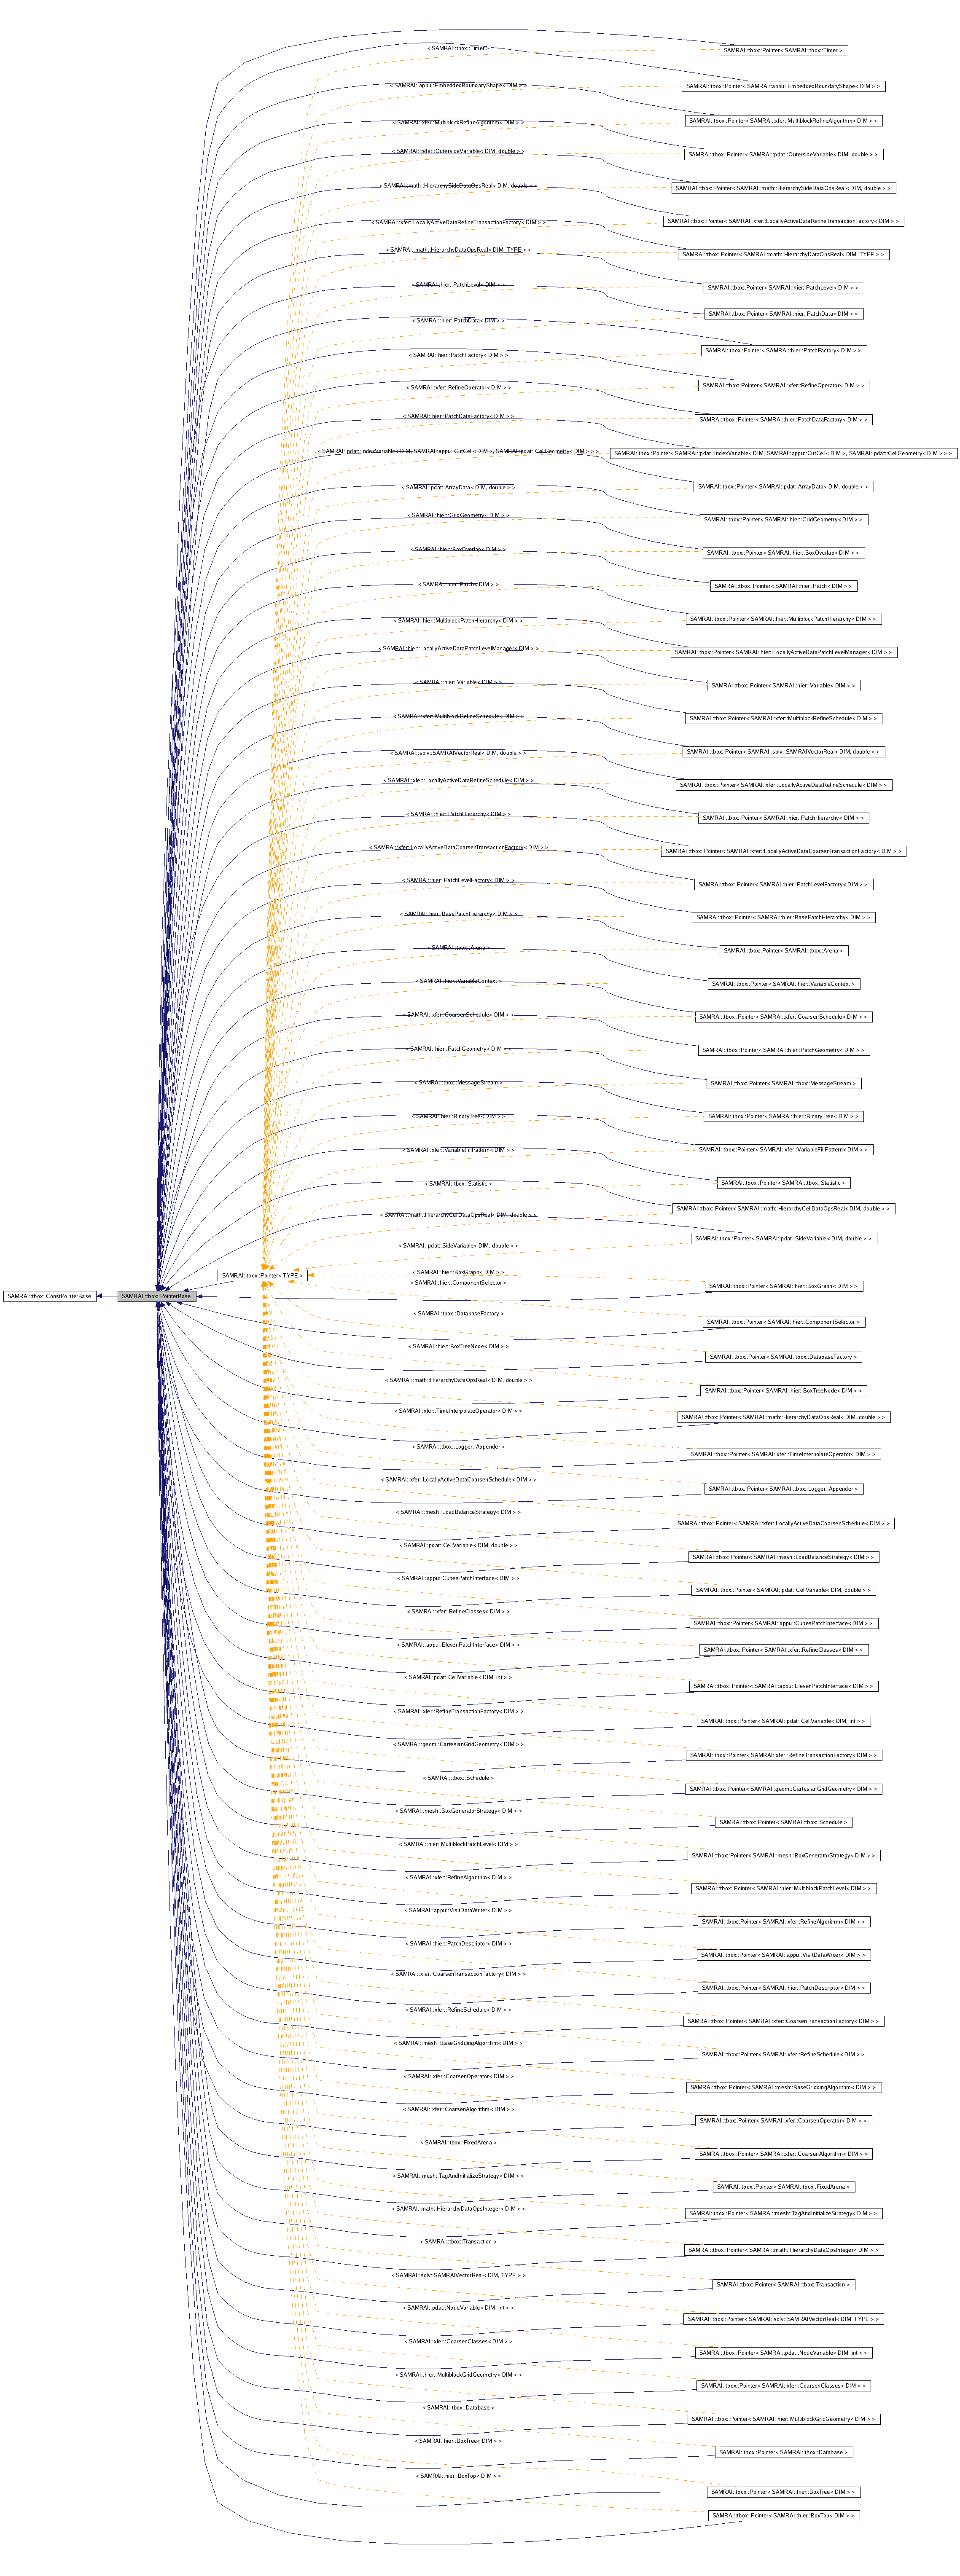 < SAMRAI::tbox::Timer >
SAMRAI::tbox::Pointer< SAMRAI::tbox::Timer >
< SAMRAI::appu::EmbeddedBoundaryShape< DIM > >
SAMRAI::tbox::Pointer< SAMRAI::appu::EmbeddedBoundaryShape< DIM > >
< SAMRAI::xfer::MultiblockRefineAlgorithm< DIM > >
SAMRAI::tbox::Pointer< SAMRAI::xfer::MultiblockRefineAlgorithm< DIM > >
< SAMRAI::pdat::OutersideVariable< DIM, double > >
SAMRAI::tbox::Pointer< SAMRAI::pdat::OutersideVariable< DIM, double > >
< SAMRAI::math::HierarchySideDataOpsReal< DIM, double > >
SAMRAI::tbox::Pointer< SAMRAI::math::HierarchySideDataOpsReal< DIM, double > >
< SAMRAI::xfer::LocallyActiveDataRefineTransactionFactory< DIM > >
SAMRAI::tbox::Pointer< SAMRAI::xfer::LocallyActiveDataRefineTransactionFactory< DIM > >
< SAMRAI::math::HierarchyDataOpsReal< DIM, TYPE > >
SAMRAI::tbox::Pointer< SAMRAI::math::HierarchyDataOpsReal< DIM, TYPE > >
< SAMRAI::hier::PatchLevel< DIM > >
SAMRAI::tbox::Pointer< SAMRAI::hier::PatchLevel< DIM > >
< SAMRAI::hier::PatchData< DIM > >
SAMRAI::tbox::Pointer< SAMRAI::hier::PatchData< DIM > >
< SAMRAI::hier::PatchFactory< DIM > >
SAMRAI::tbox::Pointer< SAMRAI::hier::PatchFactory< DIM > >
< SAMRAI::xfer::RefineOperator< DIM > >
SAMRAI::tbox::Pointer< SAMRAI::xfer::RefineOperator< DIM > >
< SAMRAI::hier::PatchDataFactory< DIM > >
SAMRAI::tbox::Pointer< SAMRAI::hier::PatchDataFactory< DIM > >
< SAMRAI::pdat::IndexVariable< DIM, SAMRAI::appu::CutCell< DIM >, SAMRAI::pdat::CellGeometry< DIM > > >
SAMRAI::tbox::Pointer< SAMRAI::pdat::IndexVariable< DIM, SAMRAI::appu::CutCell< DIM >, SAMRAI::pdat::CellGeometry< DIM > > >
< SAMRAI::pdat::ArrayData< DIM, double > >
SAMRAI::tbox::Pointer< SAMRAI::pdat::ArrayData< DIM, double > >
< SAMRAI::hier::GridGeometry< DIM > >
SAMRAI::tbox::Pointer< SAMRAI::hier::GridGeometry< DIM > >
< SAMRAI::hier::BoxOverlap< DIM > >
SAMRAI::tbox::Pointer< SAMRAI::hier::BoxOverlap< DIM > >
< SAMRAI::hier::Patch< DIM > >
SAMRAI::tbox::Pointer< SAMRAI::hier::Patch< DIM > >
< SAMRAI::hier::MultiblockPatchHierarchy< DIM > >
SAMRAI::tbox::Pointer< SAMRAI::hier::MultiblockPatchHierarchy< DIM > >
< SAMRAI::hier::LocallyActiveDataPatchLevelManager< DIM > >
SAMRAI::tbox::Pointer< SAMRAI::hier::LocallyActiveDataPatchLevelManager< DIM > >
< SAMRAI::hier::Variable< DIM > >
SAMRAI::tbox::Pointer< SAMRAI::hier::Variable< DIM > >
< SAMRAI::xfer::MultiblockRefineSchedule< DIM > >
SAMRAI::tbox::Pointer< SAMRAI::xfer::MultiblockRefineSchedule< DIM > >
< SAMRAI::solv::SAMRAIVectorReal< DIM, double > >
SAMRAI::tbox::Pointer< SAMRAI::solv::SAMRAIVectorReal< DIM, double > >
< SAMRAI::xfer::LocallyActiveDataRefineSchedule< DIM > >
SAMRAI::tbox::Pointer< SAMRAI::xfer::LocallyActiveDataRefineSchedule< DIM > >
< SAMRAI::hier::PatchHierarchy< DIM > >
SAMRAI::tbox::Pointer< SAMRAI::hier::PatchHierarchy< DIM > >
< SAMRAI::xfer::LocallyActiveDataCoarsenTransactionFactory< DIM > >
SAMRAI::tbox::Pointer< SAMRAI::xfer::LocallyActiveDataCoarsenTransactionFactory< DIM > >
< SAMRAI::hier::PatchLevelFactory< DIM > >
SAMRAI::tbox::Pointer< SAMRAI::hier::PatchLevelFactory< DIM > >
< SAMRAI::hier::BasePatchHierarchy< DIM > >
SAMRAI::tbox::Pointer< SAMRAI::hier::BasePatchHierarchy< DIM > >
< SAMRAI::tbox::Arena >
SAMRAI::tbox::Pointer< SAMRAI::tbox::Arena >
< SAMRAI::hier::VariableContext >
SAMRAI::tbox::Pointer< SAMRAI::hier::VariableContext >
< SAMRAI::xfer::CoarsenSchedule< DIM > >
SAMRAI::tbox::Pointer< SAMRAI::xfer::CoarsenSchedule< DIM > >
< SAMRAI::hier::PatchGeometry< DIM > >
SAMRAI::tbox::Pointer< SAMRAI::hier::PatchGeometry< DIM > >
< SAMRAI::tbox::MessageStream >
SAMRAI::tbox::Pointer< SAMRAI::tbox::MessageStream >
< SAMRAI::hier::BinaryTree< DIM > >
SAMRAI::tbox::Pointer< SAMRAI::hier::BinaryTree< DIM > >
< SAMRAI::xfer::VariableFillPattern< DIM > >
SAMRAI::tbox::Pointer< SAMRAI::xfer::VariableFillPattern< DIM > >
< SAMRAI::tbox::Statistic >
SAMRAI::tbox::Pointer< SAMRAI::tbox::Statistic >
< SAMRAI::math::HierarchyCellDataOpsReal< DIM, double > >
SAMRAI::tbox::Pointer< SAMRAI::math::HierarchyCellDataOpsReal< DIM, double > >
< SAMRAI::pdat::SideVariable< DIM, double > >
SAMRAI::tbox::Pointer< SAMRAI::pdat::SideVariable< DIM, double > >
SAMRAI::tbox::Pointer< TYPE >
SAMRAI::tbox::ConstPointerBase
SAMRAI::tbox::PointerBase
< SAMRAI::hier::BoxGraph< DIM > >
SAMRAI::tbox::Pointer< SAMRAI::hier::BoxGraph< DIM > >
< SAMRAI::hier::ComponentSelector >
SAMRAI::tbox::Pointer< SAMRAI::hier::ComponentSelector >
< SAMRAI::tbox::DatabaseFactory >
SAMRAI::tbox::Pointer< SAMRAI::tbox::DatabaseFactory >
< SAMRAI::hier::BoxTreeNode< DIM > >
SAMRAI::tbox::Pointer< SAMRAI::hier::BoxTreeNode< DIM > >
< SAMRAI::math::HierarchyDataOpsReal< DIM, double > >
SAMRAI::tbox::Pointer< SAMRAI::math::HierarchyDataOpsReal< DIM, double > >
< SAMRAI::xfer::TimeInterpolateOperator< DIM > >
SAMRAI::tbox::Pointer< SAMRAI::xfer::TimeInterpolateOperator< DIM > >
< SAMRAI::tbox::Logger::Appender >
SAMRAI::tbox::Pointer< SAMRAI::tbox::Logger::Appender >
< SAMRAI::xfer::LocallyActiveDataCoarsenSchedule< DIM > >
SAMRAI::tbox::Pointer< SAMRAI::xfer::LocallyActiveDataCoarsenSchedule< DIM > >
< SAMRAI::mesh::LoadBalanceStrategy< DIM > >
SAMRAI::tbox::Pointer< SAMRAI::mesh::LoadBalanceStrategy< DIM > >
< SAMRAI::pdat::CellVariable< DIM, double > >
SAMRAI::tbox::Pointer< SAMRAI::pdat::CellVariable< DIM, double > >
< SAMRAI::appu::CubesPatchInterface< DIM > >
SAMRAI::tbox::Pointer< SAMRAI::appu::CubesPatchInterface< DIM > >
< SAMRAI::xfer::RefineClasses< DIM > >
SAMRAI::tbox::Pointer< SAMRAI::xfer::RefineClasses< DIM > >
< SAMRAI::appu::ElevenPatchInterface< DIM > >
SAMRAI::tbox::Pointer< SAMRAI::appu::ElevenPatchInterface< DIM > >
< SAMRAI::pdat::CellVariable< DIM, int > >
SAMRAI::tbox::Pointer< SAMRAI::pdat::CellVariable< DIM, int > >
< SAMRAI::xfer::RefineTransactionFactory< DIM > >
SAMRAI::tbox::Pointer< SAMRAI::xfer::RefineTransactionFactory< DIM > >
< SAMRAI::geom::CartesianGridGeometry< DIM > >
SAMRAI::tbox::Pointer< SAMRAI::geom::CartesianGridGeometry< DIM > >
< SAMRAI::tbox::Schedule >
SAMRAI::tbox::Pointer< SAMRAI::tbox::Schedule >
< SAMRAI::mesh::BoxGeneratorStrategy< DIM > >
SAMRAI::tbox::Pointer< SAMRAI::mesh::BoxGeneratorStrategy< DIM > >
< SAMRAI::hier::MultiblockPatchLevel< DIM > >
SAMRAI::tbox::Pointer< SAMRAI::hier::MultiblockPatchLevel< DIM > >
< SAMRAI::xfer::RefineAlgorithm< DIM > >
SAMRAI::tbox::Pointer< SAMRAI::xfer::RefineAlgorithm< DIM > >
< SAMRAI::appu::VisItDataWriter< DIM > >
SAMRAI::tbox::Pointer< SAMRAI::appu::VisItDataWriter< DIM > >
< SAMRAI::hier::PatchDescriptor< DIM > >
SAMRAI::tbox::Pointer< SAMRAI::hier::PatchDescriptor< DIM > >
< SAMRAI::xfer::CoarsenTransactionFactory< DIM > >
SAMRAI::tbox::Pointer< SAMRAI::xfer::CoarsenTransactionFactory< DIM > >
< SAMRAI::xfer::RefineSchedule< DIM > >
SAMRAI::tbox::Pointer< SAMRAI::xfer::RefineSchedule< DIM > >
< SAMRAI::mesh::BaseGriddingAlgorithm< DIM > >
SAMRAI::tbox::Pointer< SAMRAI::mesh::BaseGriddingAlgorithm< DIM > >
< SAMRAI::xfer::CoarsenOperator< DIM > >
SAMRAI::tbox::Pointer< SAMRAI::xfer::CoarsenOperator< DIM > >
< SAMRAI::xfer::CoarsenAlgorithm< DIM > >
SAMRAI::tbox::Pointer< SAMRAI::xfer::CoarsenAlgorithm< DIM > >
< SAMRAI::tbox::FixedArena >
SAMRAI::tbox::Pointer< SAMRAI::tbox::FixedArena >
< SAMRAI::mesh::TagAndInitializeStrategy< DIM > >
SAMRAI::tbox::Pointer< SAMRAI::mesh::TagAndInitializeStrategy< DIM > >
< SAMRAI::math::HierarchyDataOpsInteger< DIM > >
SAMRAI::tbox::Pointer< SAMRAI::math::HierarchyDataOpsInteger< DIM > >
< SAMRAI::tbox::Transaction >
SAMRAI::tbox::Pointer< SAMRAI::tbox::Transaction >
< SAMRAI::solv::SAMRAIVectorReal< DIM, TYPE > >
SAMRAI::tbox::Pointer< SAMRAI::solv::SAMRAIVectorReal< DIM, TYPE > >
< SAMRAI::pdat::NodeVariable< DIM, int > >
SAMRAI::tbox::Pointer< SAMRAI::pdat::NodeVariable< DIM, int > >
< SAMRAI::xfer::CoarsenClasses< DIM > >
SAMRAI::tbox::Pointer< SAMRAI::xfer::CoarsenClasses< DIM > >
< SAMRAI::hier::MultiblockGridGeometry< DIM > >
SAMRAI::tbox::Pointer< SAMRAI::hier::MultiblockGridGeometry< DIM > >
< SAMRAI::tbox::Database >
SAMRAI::tbox::Pointer< SAMRAI::tbox::Database >
< SAMRAI::hier::BoxTree< DIM > >
SAMRAI::tbox::Pointer< SAMRAI::hier::BoxTree< DIM > >
< SAMRAI::hier::BoxTop< DIM > >
SAMRAI::tbox::Pointer< SAMRAI::hier::BoxTop< DIM > >